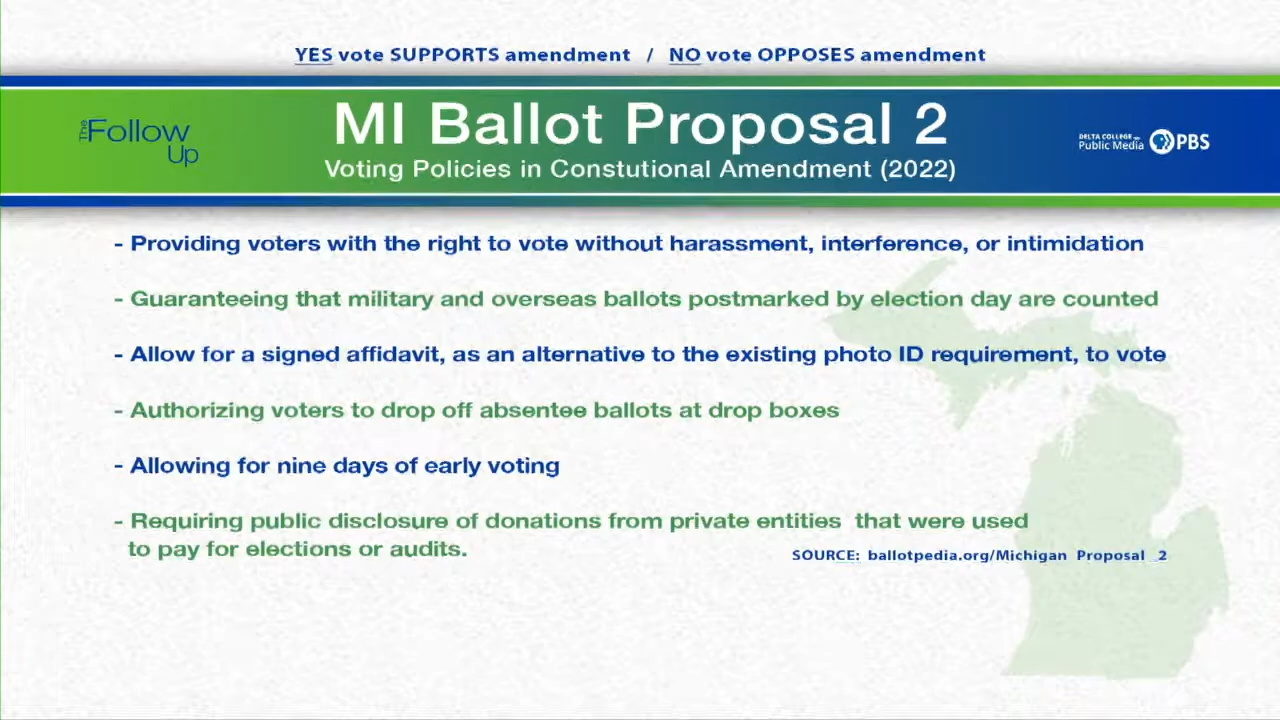 YES vote SUPPORTS amendment / NO vote OPPOSES amendment
The Follow Up
MI Ballot Proposal 2
Voting Policies in Constutional Amendment (2022)
DELTA COLLEGE
Public Media
PBS
- Providing voters with the right to vote without harassment, interference, or intimidation
- Guaranteeing that military and overseas ballots postmarked by election day are counted
- Allow for a signed affidavit, as an alternative to the existing photo ID requirement, to vote
- Authorizing voters to drop off absentee ballots at drop boxes
- Allowing for nine days of early voting
- Requiring public disclosure of donations from private entities that were used
to pay for elections or audits.
SOURCE: ballotpedia.org/Michigan_Proposal_2